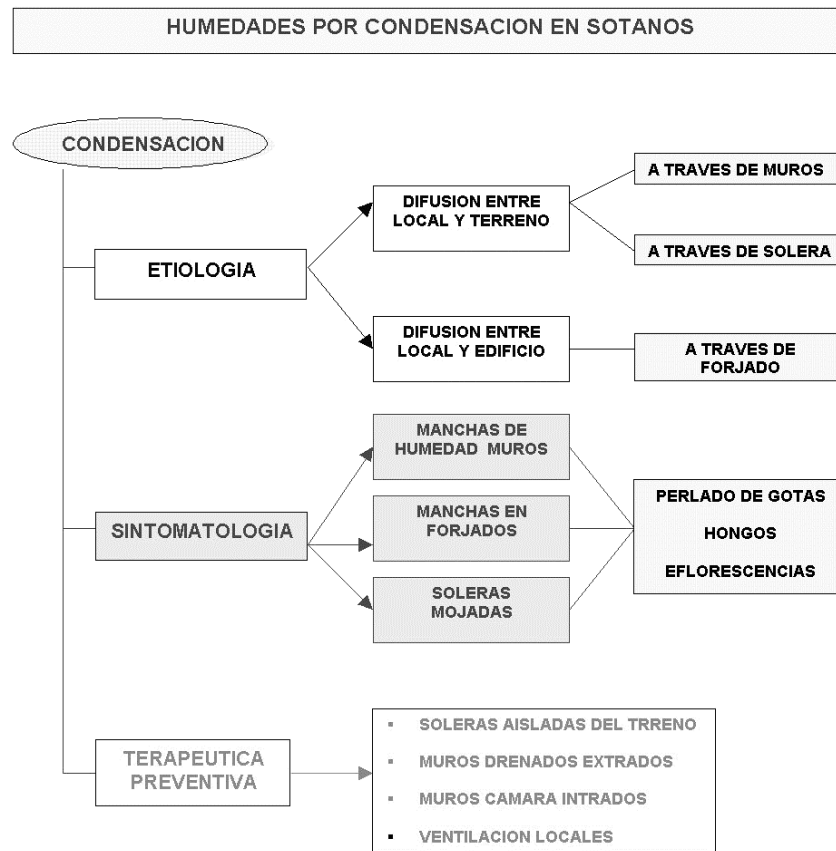 HUMEDADES POR CONDENSACION EN SOTANOS
CONDENSACION
ETIOLOGIA
DIFUSION ENTRE
LOCAL Y TERRENO
A TRAVES DE MUROS
A TRAVES DE SOLERA
DIFUSION ENTRE
LOCAL Y EDIFICIO
A TRAVES DE
FORJADO
SINTOMATOLOGIA
MANCHAS DE
HUMEDAD MUROS
MANCHAS EN
FORJADOS
SOLERAS
MOJADAS
PERLADO DE GOTAS
HONGOS
EFLORESCENCIAS
TERAPEUTICA
PREVENTIVA
▪ SOLERAS AISLADAS DEL TRRENO
▪ MUROS DRENADOS EXTRADOS
▪ MUROS CAMARA INTRADOS
▪ VENTILACION LOCALES